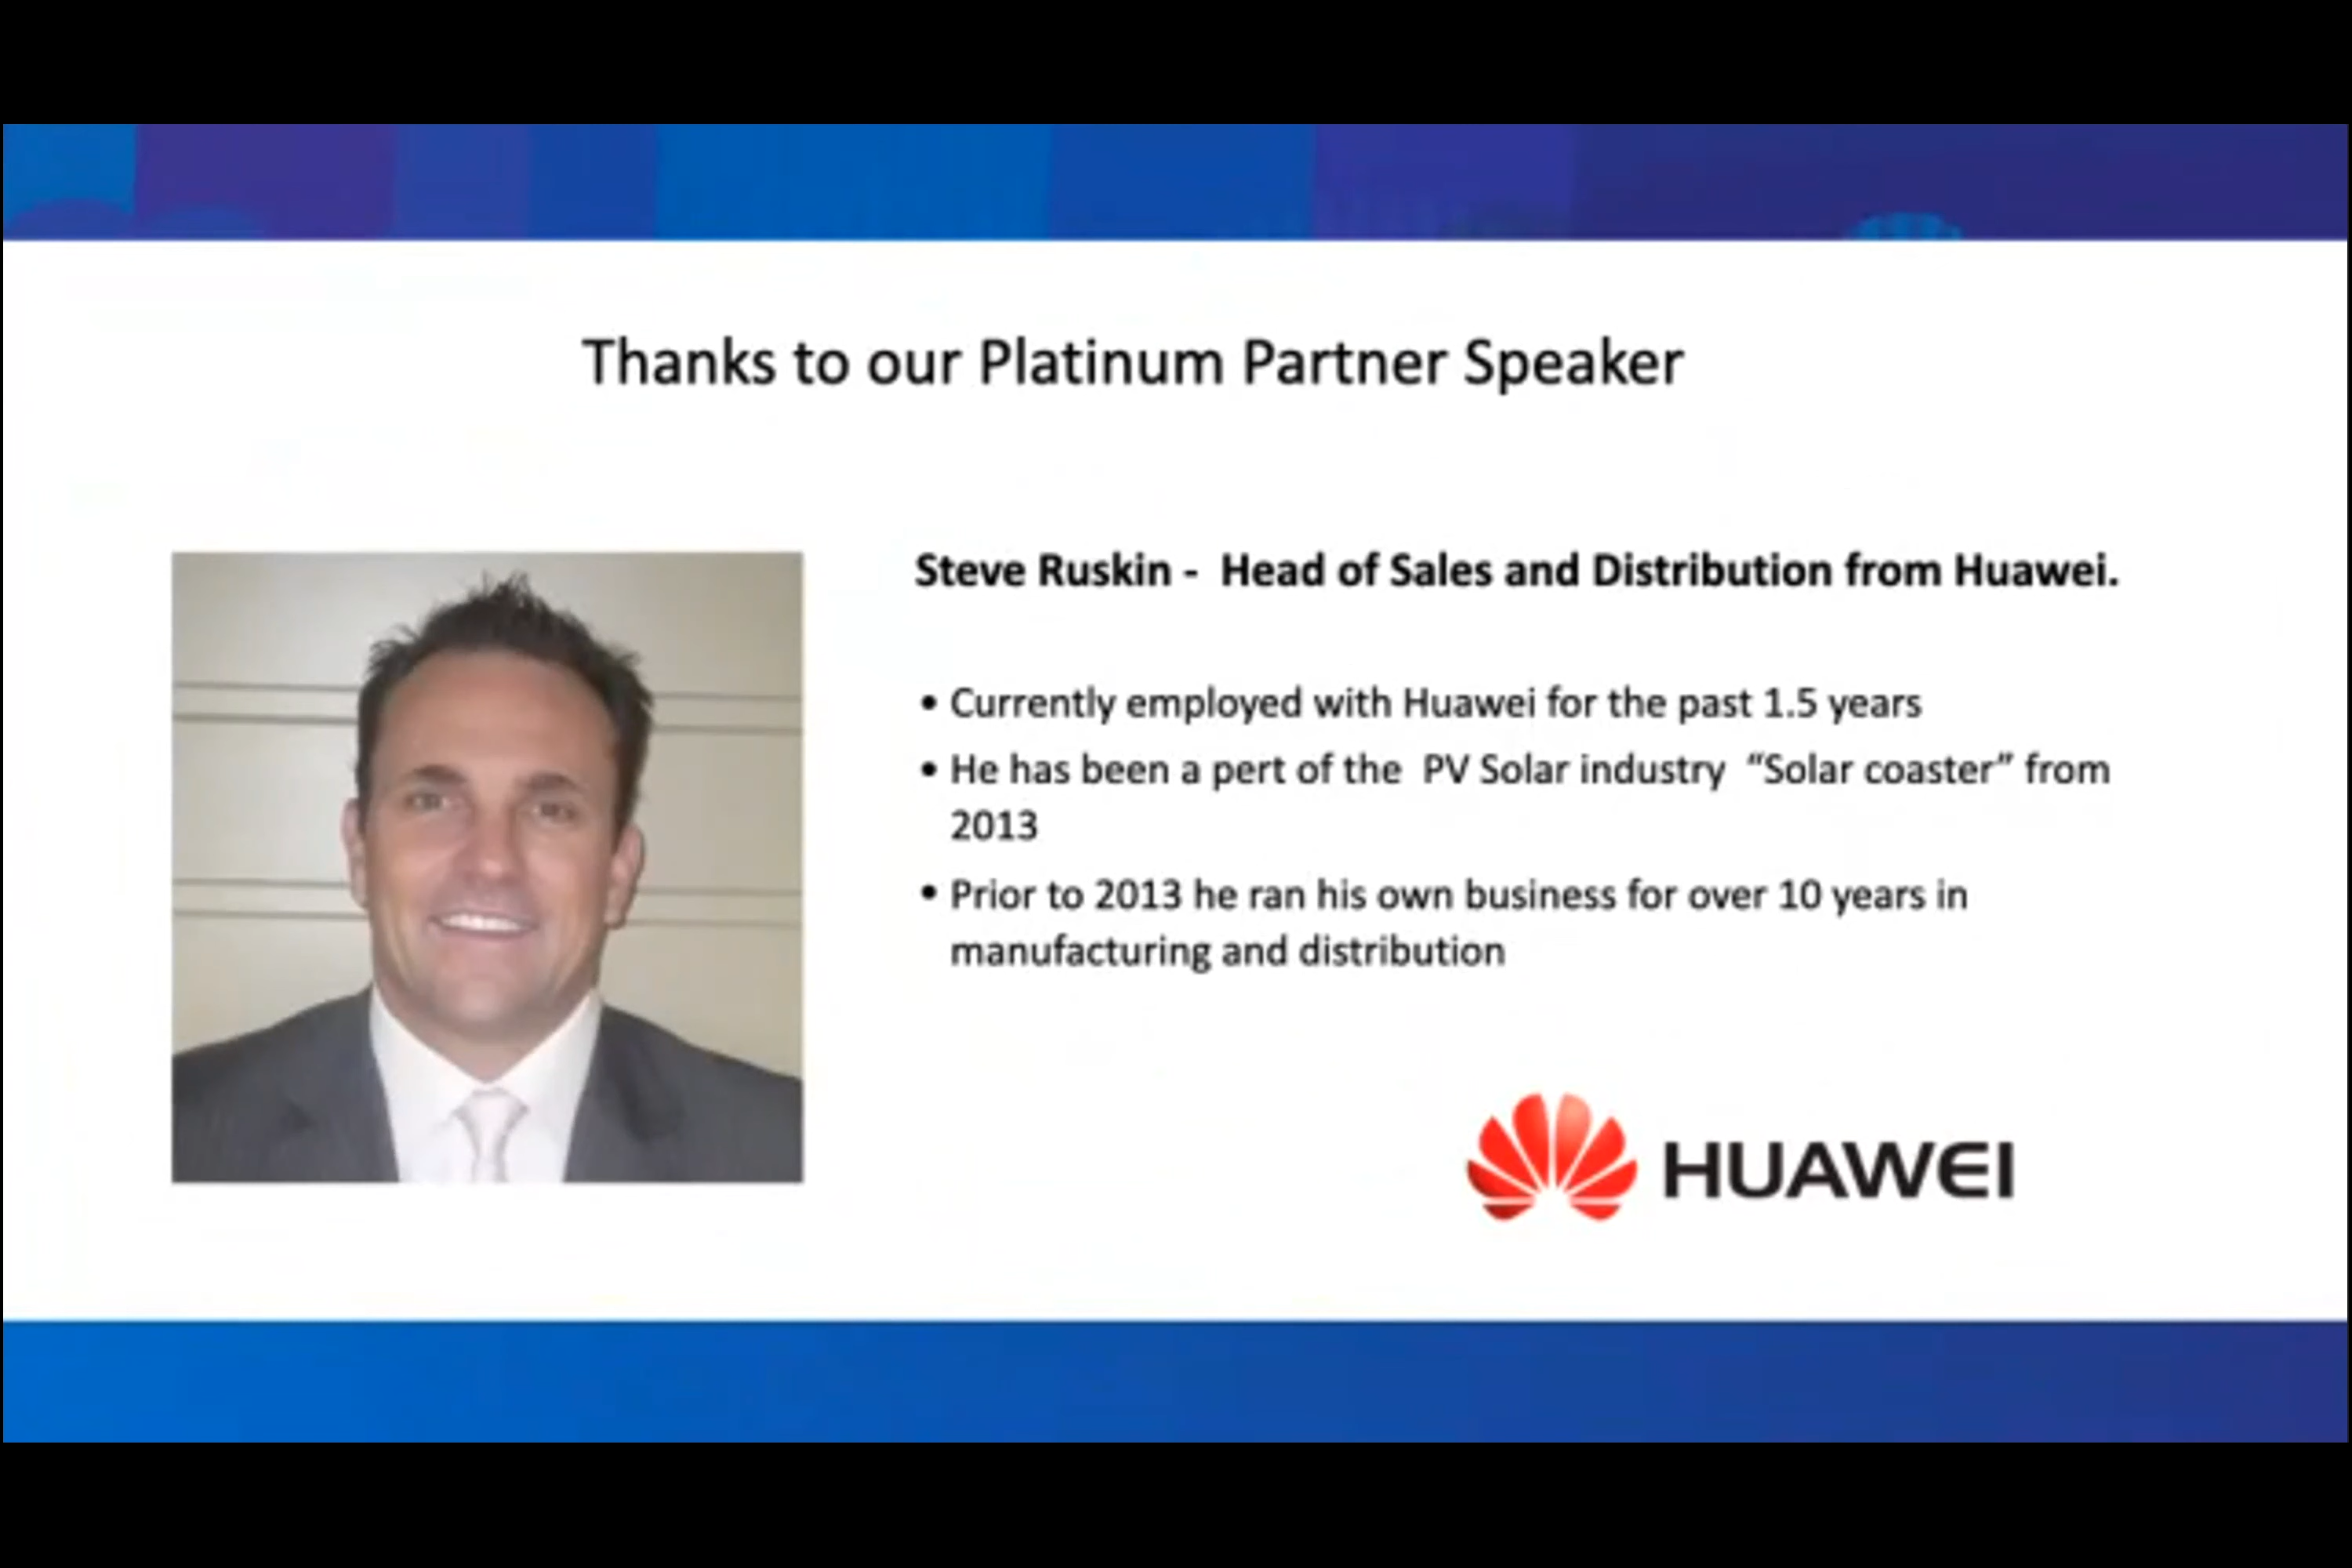 Thanks to our Platinum Partner Speaker
Steve Ruskin - Head of Sales and Distribution from Huawei.
• Currently employed with Huawei for the past 1.5 years
• He has been a pert of the PV Solar industry “Solar coaster” from
2013
• Prior to 2013 he ran his own business for over 10 years in
manufacturing and distribution
HUAWEI